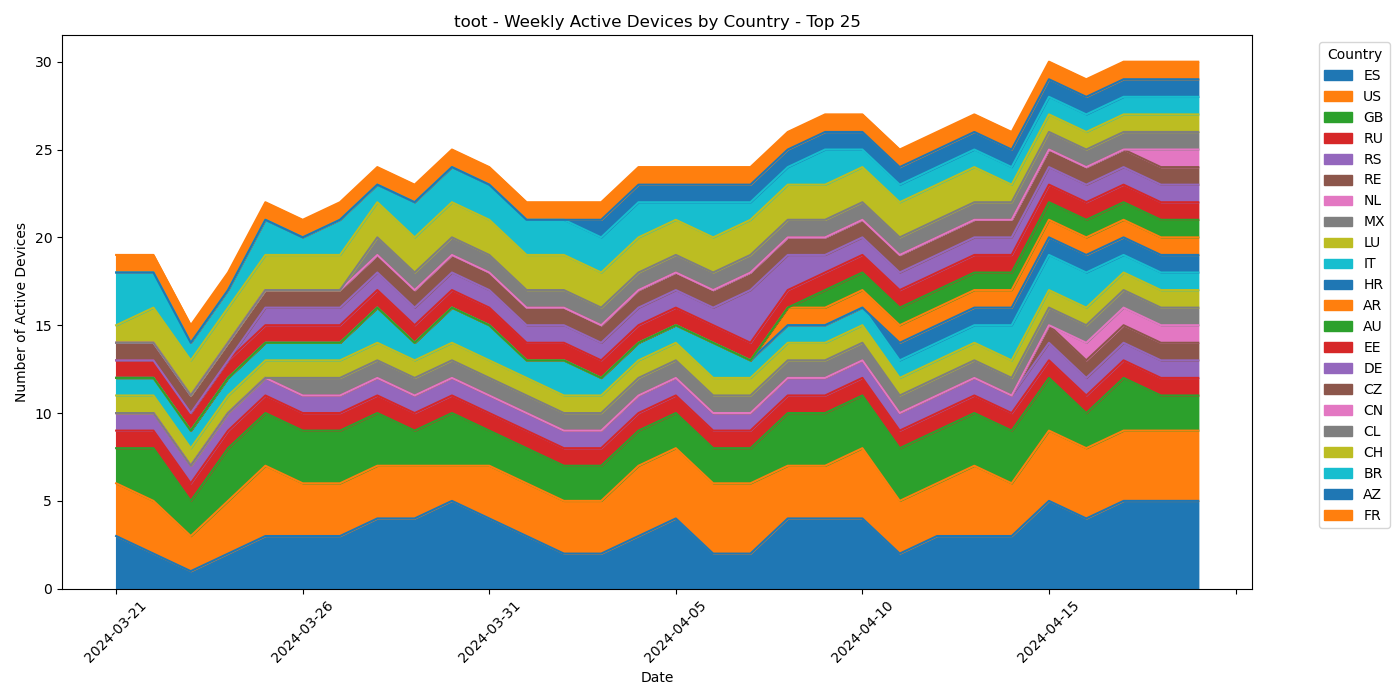 toot - Weekly Active Devices by Country - Top 25
Number of Active Devices
30
25
20
15
10
5
0
2024-03-21
2024-03-26
2024-03-31
2024-04-05
2024-04-10
2024-04-15
Date
Country
ES
US
GB
RU
RS
RE
NL
MX
LU
IT
HR
AR
AU
EE
DE
CZ
CN
CL
CH
BR
AZ
FR